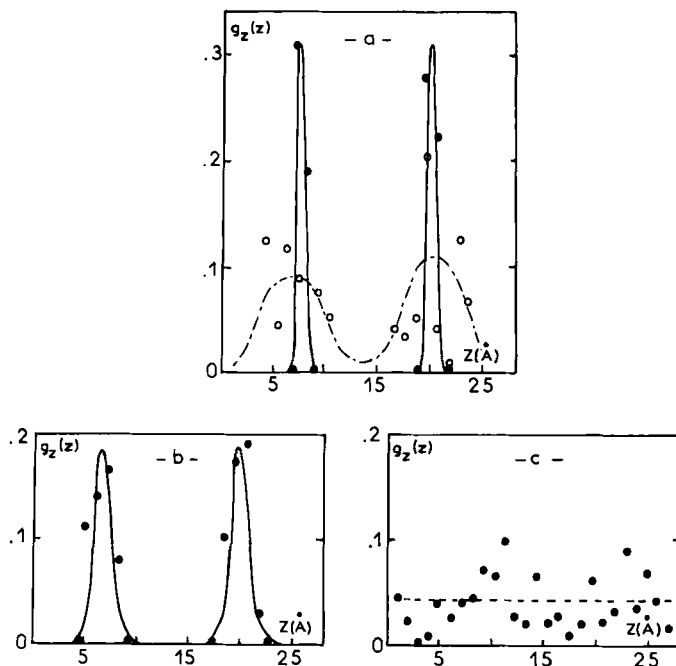 g_z(z)
– a –
.3
.2
.1
0
5
15
25
Z(Å)
g_z(z)
– b –
.2
.1
0
5
15
25
Z(Å)
g_z(z)
– c –
.2
.1
0
5
15
25
Z(Å)